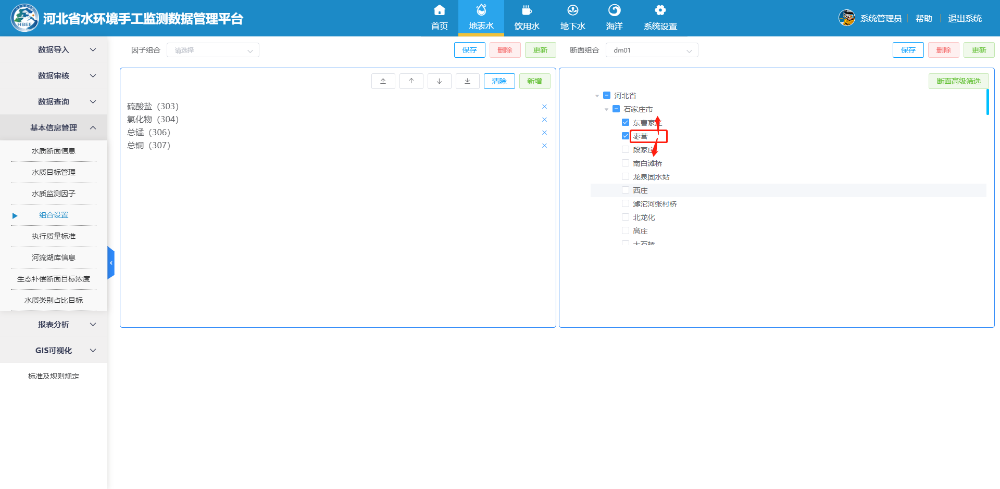 河北省水环境手工监测数据管理平台
首页
地表水
饮用水
地下水
海洋
系统设置
系统管理员
帮助
退出系统
数据导入
数据审核
数据查询
基本信息管理
水质断面信息
水质目标管理
水质监测因子
组合设置
执行质量标准
河流湖库信息
生态补偿断面目标浓度
水质类别占比目标
报表分析
GIS可视化
标准及规则规定
因子组合
请选择
保存
删除
更新
清除
新增
硫酸盐（303）
氯化物（304）
总锰（306）
总铜（307）
断面组合
dm01
保存
删除
更新
断面高级筛选
河北省
石家庄市
东曹家庄
枣营
段家庄
南白滩桥
龙泉固水站
西庄
滹沱河张村桥
北龙化
高庄
大石桥
HBEE